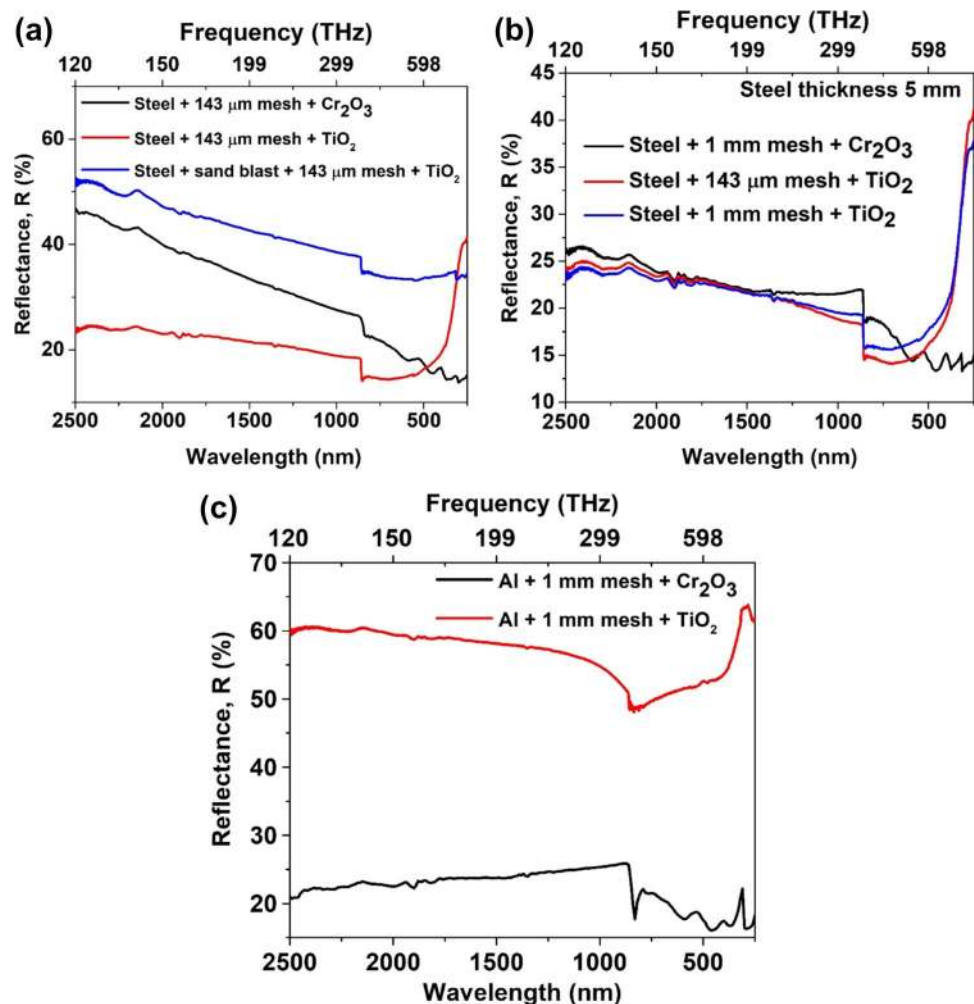 (a)
Frequency (THz)
120 150 199 299 598
Steel + 143 μm mesh + Cr₂O₃
Steel + 143 μm mesh + TiO₂
Steel + sand blast + 143 μm mesh + TiO₂
Reflectance, R (%)
60
40
20
2500 2000 1500 1000 500
Wavelength (nm)
(b)
Frequency (THz)
120 150 199 299 598
Steel thickness 5 mm
Steel + 1 mm mesh + Cr₂O₃
Steel + 143 μm mesh + TiO₂
Steel + 1 mm mesh + TiO₂
Reflectance, R (%)
45
40
35
30
25
20
15
10
2500 2000 1500 1000 500
Wavelength (nm)
(c)
Frequency (THz)
120 150 199 299 598
Al + 1 mm mesh + Cr₂O₃
Al + 1 mm mesh + TiO₂
Reflectance, R (%)
70
60
50
40
30
20
2500 2000 1500 1000 500
Wavelength (nm)